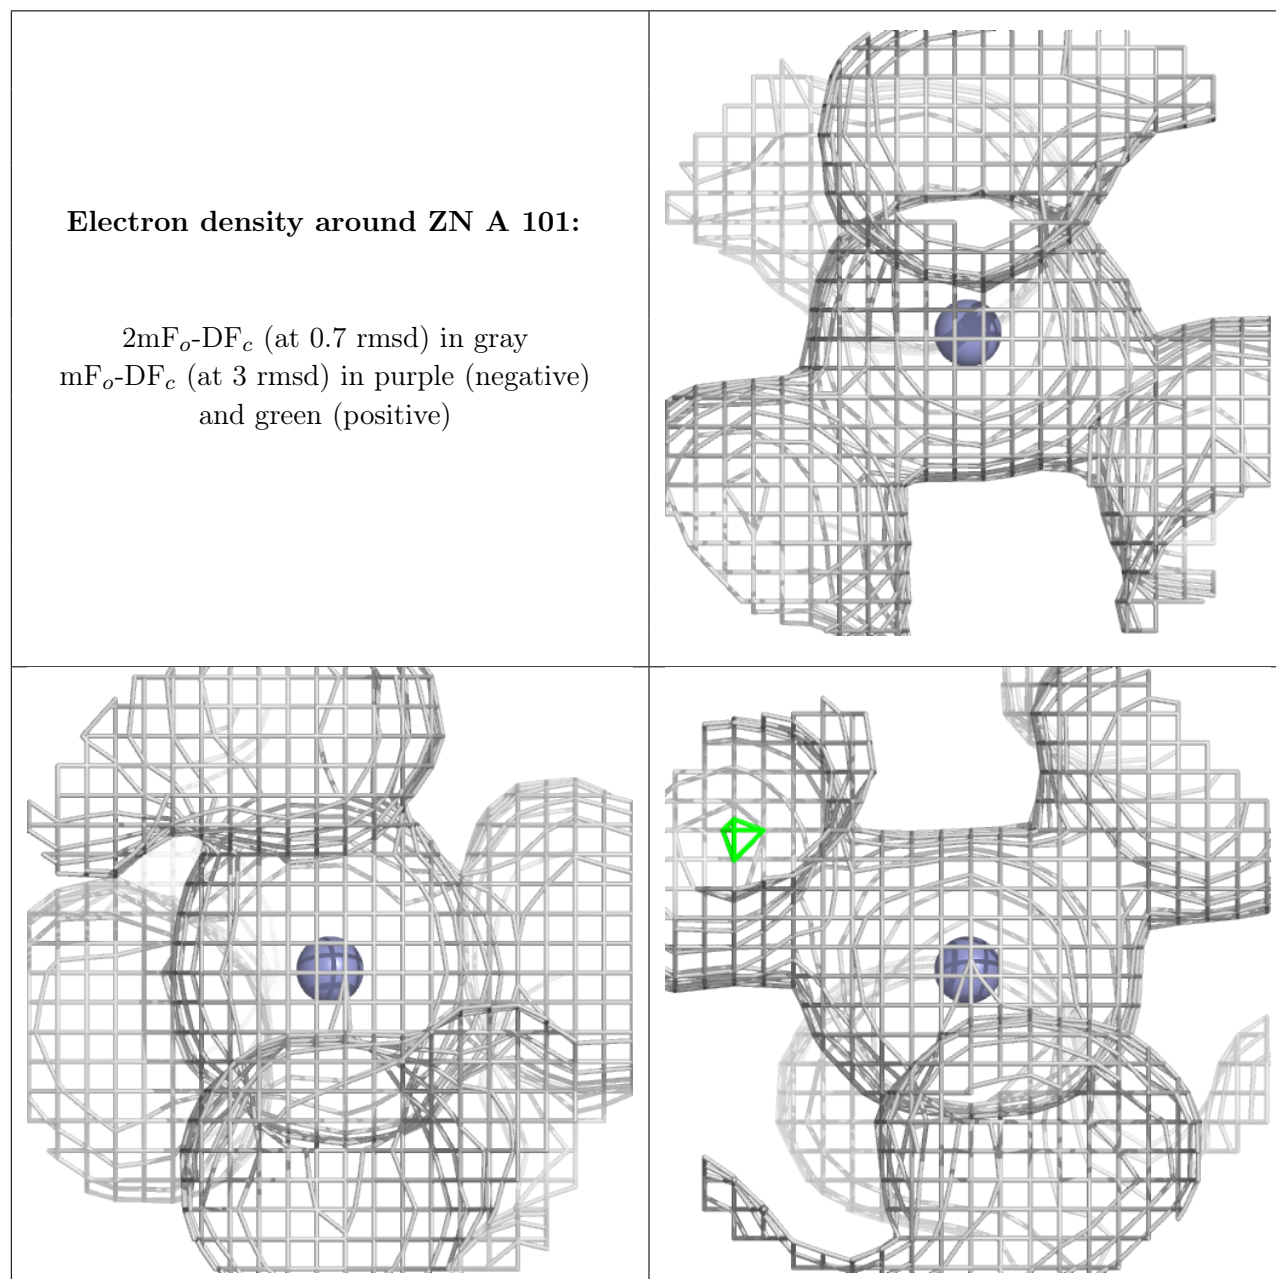 Electron density around ZN A 101:
2mFo-DFc (at 0.7 rmsd) in gray
mFo-DFc (at 3 rmsd) in purple (negative)
and green (positive)